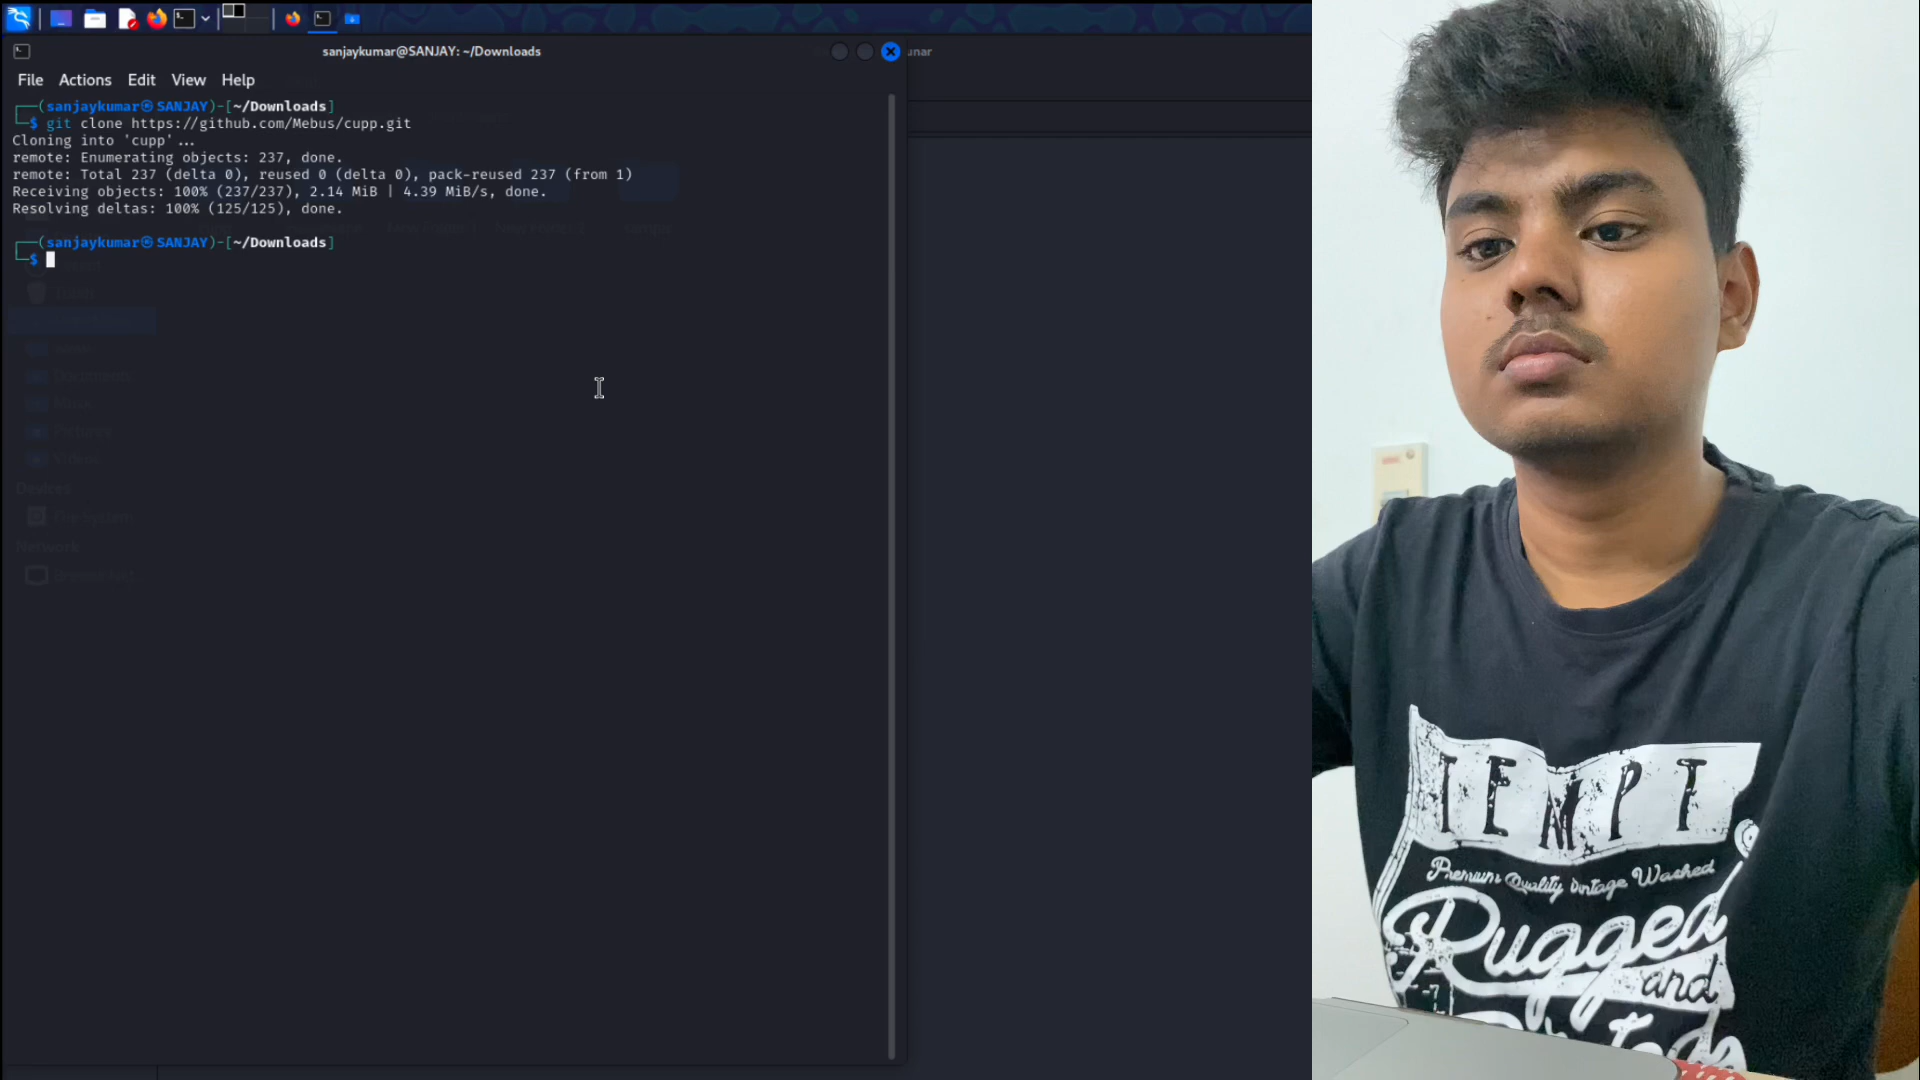 sanjaykumar@SANJAY: ~/Downloads
unar
File Actions Edit View Help
┌──(sanjaykumar㉿SANJAY)-[~/Downloads]
└─$ git clone https://github.com/Mebus/cupp.git
Cloning into 'cupp' ...
remote: Enumerating objects: 237, done.
remote: Total 237 (delta 0), reused 0 (delta 0), pack-reused 237 (from 1)
Receiving objects: 100% (237/237), 2.14 MiB | 4.39 MiB/s, done.
Resolving deltas: 100% (125/125), done.
┌──(sanjaykumar㉿SANJAY)-[~/Downloads]
└─$
Devices
Network
TEMPT
Premium Quality Vintage Washed
Rugged
and